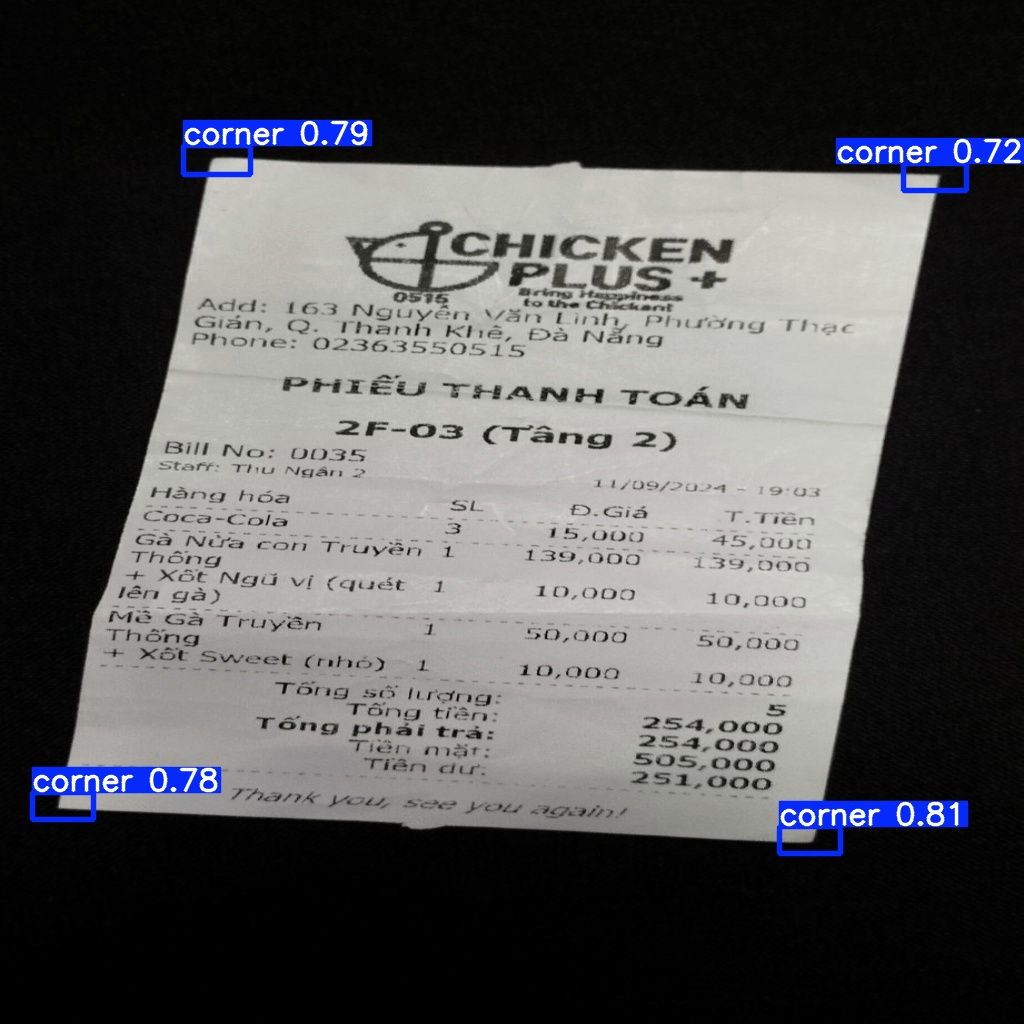 corner 0.79
corner 0.72
CHICKEN
PLUS +
0515
Bring Happiness
to the Chickent
Add: 163 Nguyễn Văn Linh, Phường Thạc
Gián, Q. Thanh Khê, Đà Nẵng
Phone: 02363550515
PHIẾU THANH TOÁN
2F-03 (Tầng 2)
Bill No: 0035
Staff: Thu Ngân 2
11/09/2024 - 19:03
Hàng hóa SL Đ.Giá T.Tiền
Coca-Cola 3 15,000 45,000
Gà Nửa con Truyền 1 139,000 139,000
Thống
+ Xốt Ngũ vị (quét 1 10,000 10,000
lên gà)
Mề Gà Truyền 1 50,000 50,000
Thống
+ Xốt Sweet (nhỏ) 1 10,000 10,000
Tổng số lượng: 5
Tổng tiền: 254,000
Tổng phải trả: 254,000
Tiền mặt: 505,000
Tiền dư: 251,000
Thank you, see you again!
corner 0.78
corner 0.81